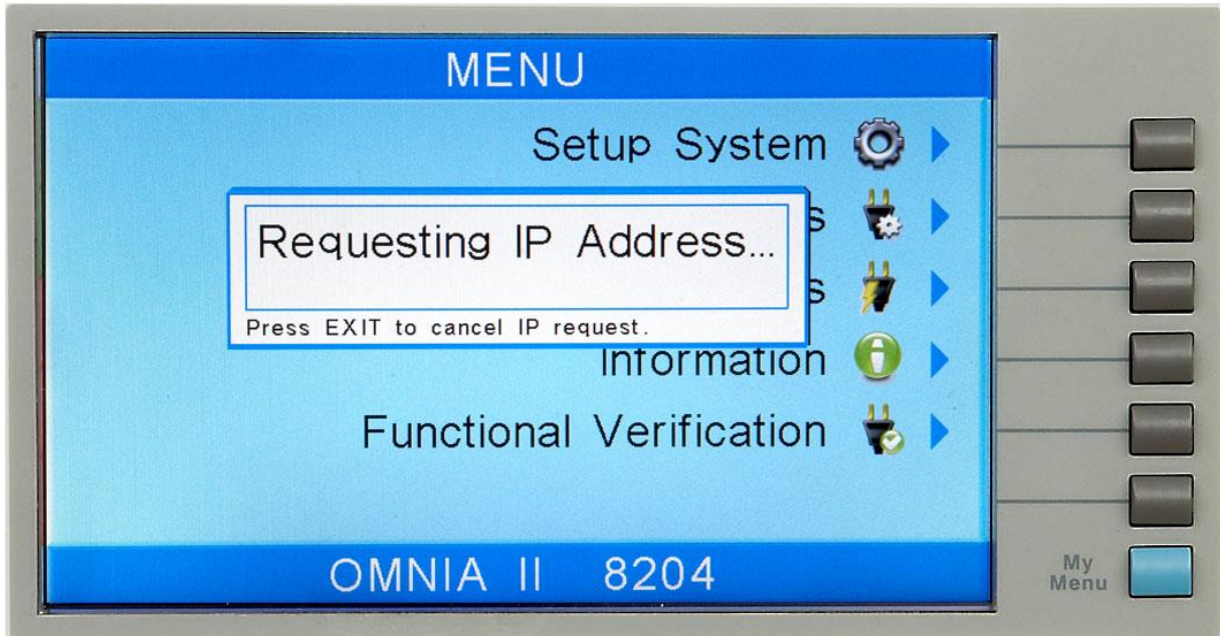 MENU
Setup System
s
Requesting IP Address...
s
Press EXIT to cancel IP request.
Information
Functional Verification
OMNIA II 8204
My
Menu